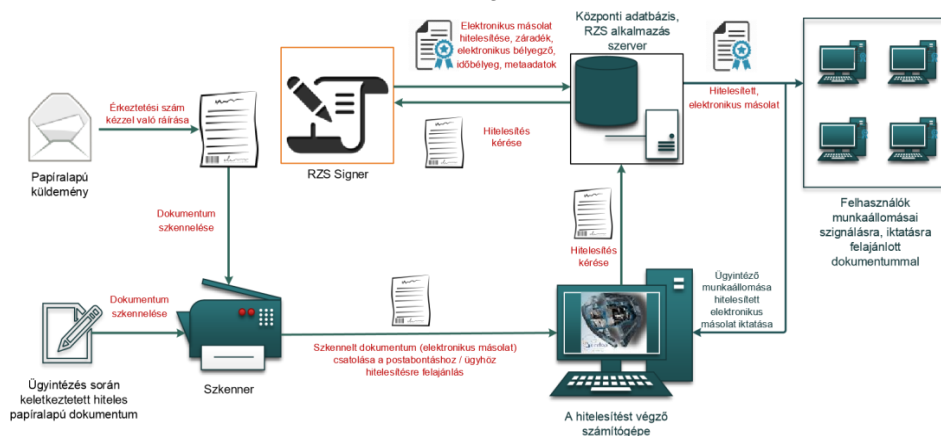 Elektronikus másolat
hitelesítése, záradék,
elektronikus bélyegző,
időbélyeg, metaadatok
Központi adatbázis,
RZS alkalmazás
szerver
Érkeztetési szám
kézzel való ráírása
Hitelesített,
elektronikus másolat
Hitelesítés
kérése
Papíralapú
küldemény
RZS Signer
Felhasználók
munkaállomásai
szignálásra, iktatásra
felajánlott
dokumentummal
Dokumentum
szkennelése
Hitelesítés
kérése
Ügyintéző
munkaállomása
hitelesített
elektronikus
másolat iktatása
Dokumentum
szkennelése
Szkennelt dokumentum (elektronikus másolat)
csatolása a postabontáshoz / ügyhöz
hitelesítésre felajánlás
Ügyintézés során
keletkeztetett hiteles
papíralapú dokumentum
Szkenner
A hitelesítést végző
számítógépe